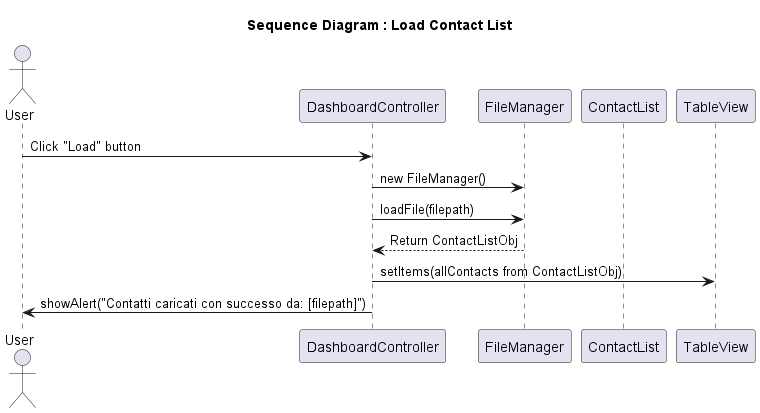 Sequence Diagram : Load Contact List
User
DashboardController
FileManager
ContactList
TableView
Click "Load" button
new FileManager()
loadFile(filepath)
Return ContactListObj
setItems(allContacts from ContactListObj)
showAlert("Contatti caricati con successo da: [filepath]")
User
DashboardController
FileManager
ContactList
TableView